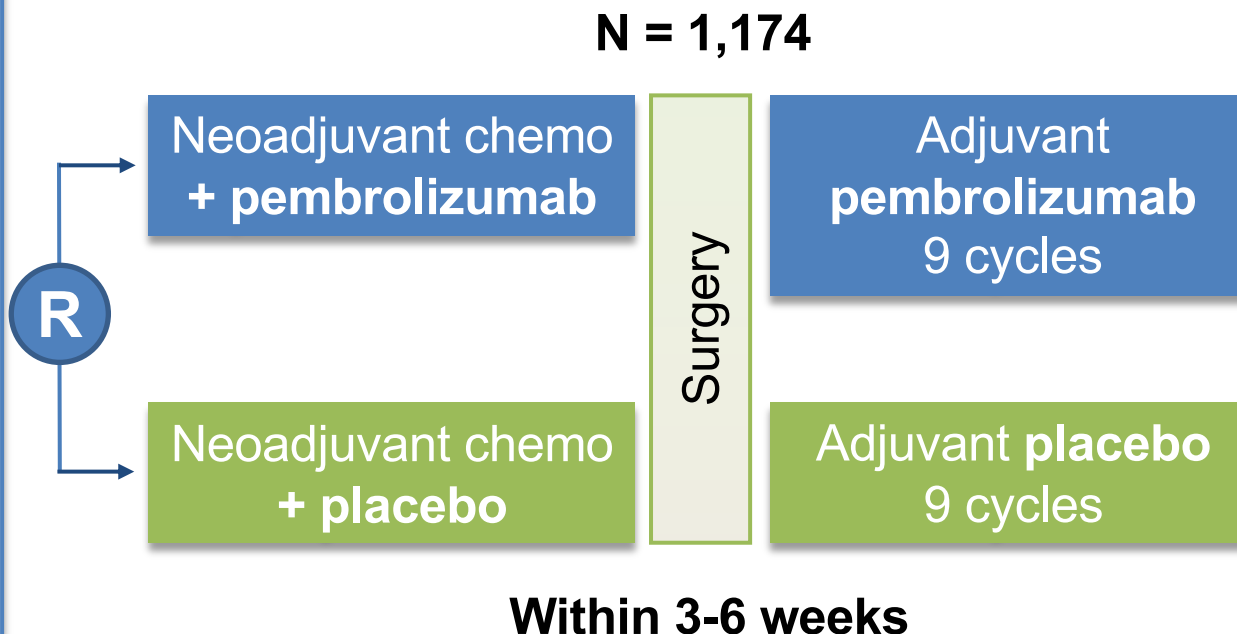 N = 1,174
R
Neoadjuvant chemo
+ pembrolizumab
Surgery
Adjuvant
pembrolizumab
9 cycles
Neoadjuvant chemo
+ placebo
Adjuvant placebo
9 cycles
Within 3-6 weeks